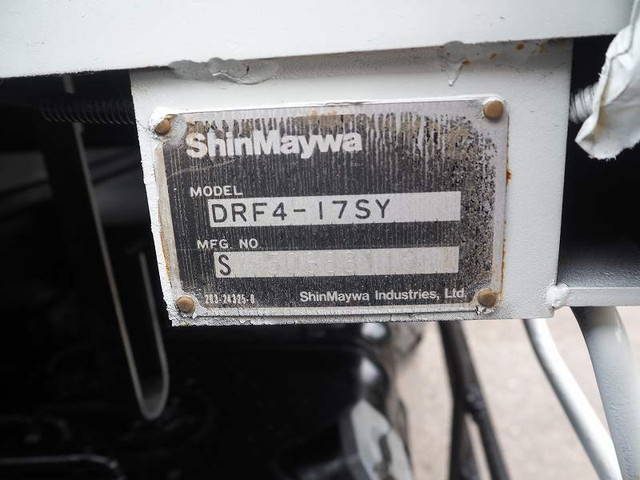 ShinMaywa
MODEL
DRF4-17SY
MFG. NO
S
ShinMaywa Industries, Ltd.